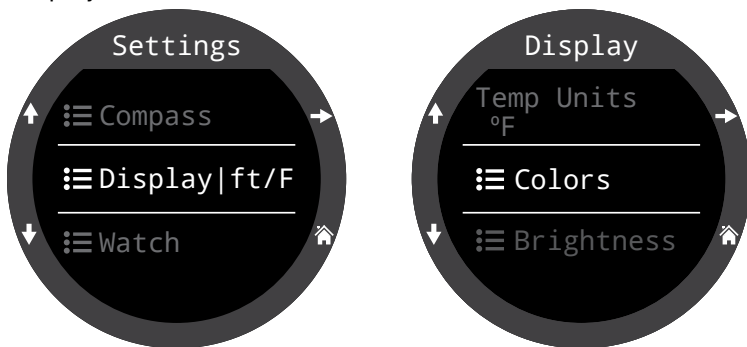 Settings
Compass
Display|ft/F
Watch
Display
Temp Units
ºF
Colors
Brightness